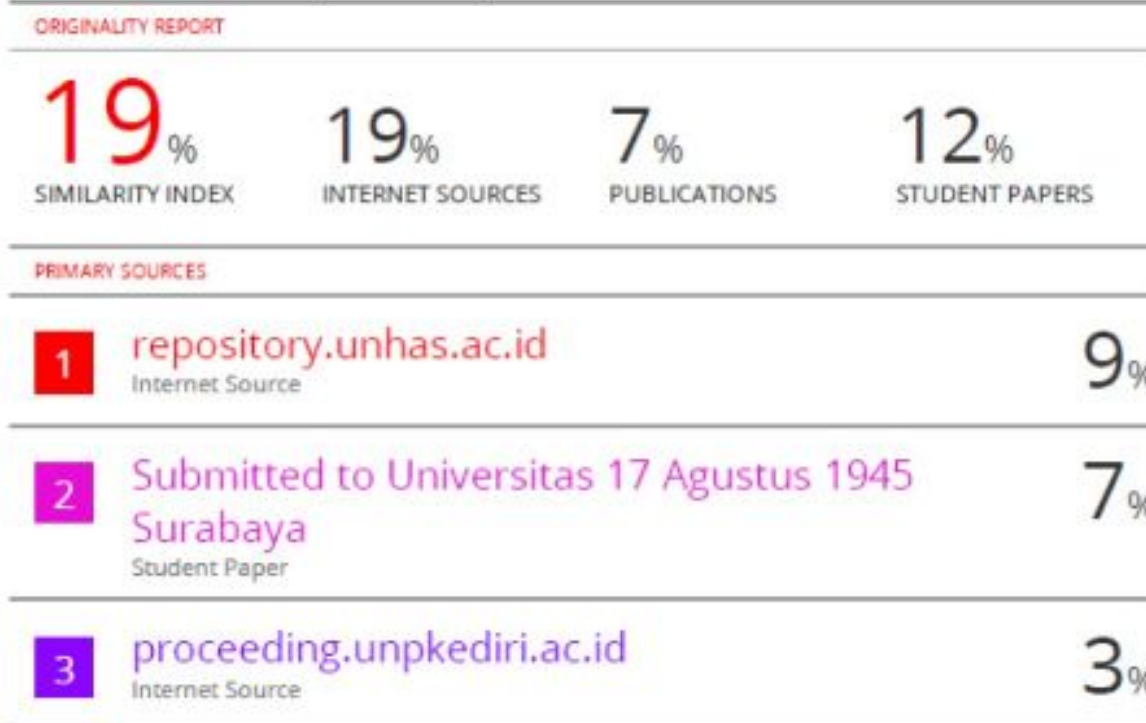 ORIGINALITY REPORT
19% 19% 7% 12%
SIMILARITY INDEX INTERNET SOURCES PUBLICATIONS STUDENT PAPERS
PRIMARY SOURCES
1 repository.unhas.ac.id 9%
Internet Source
2 Submitted to Universitas 17 Agustus 1945 7%
Surabaya
Student Paper
3 proceeding.unpkediri.ac.id 3%
Internet Source